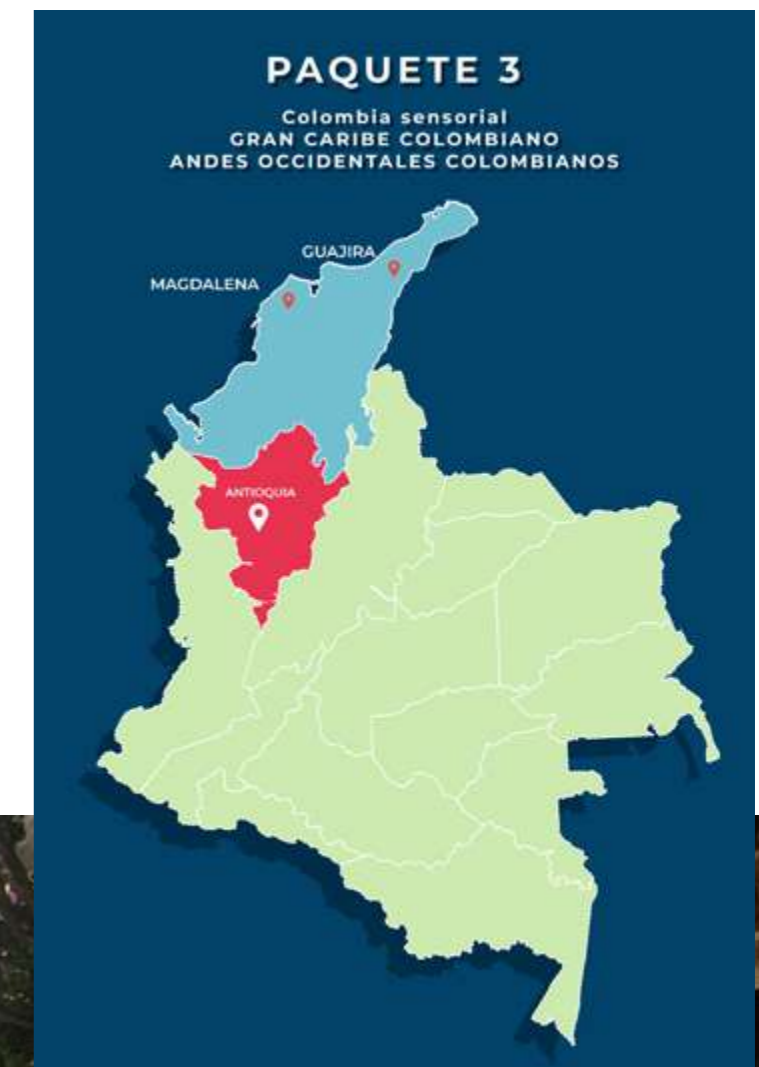 PAQUETE 3
Colombia sensorial
GRAN CARIBE COLOMBIANO
ANDES OCCIDENTALES COLOMBIANOS
GUAJIRA
MAGDALENA
ANTIOQUIA